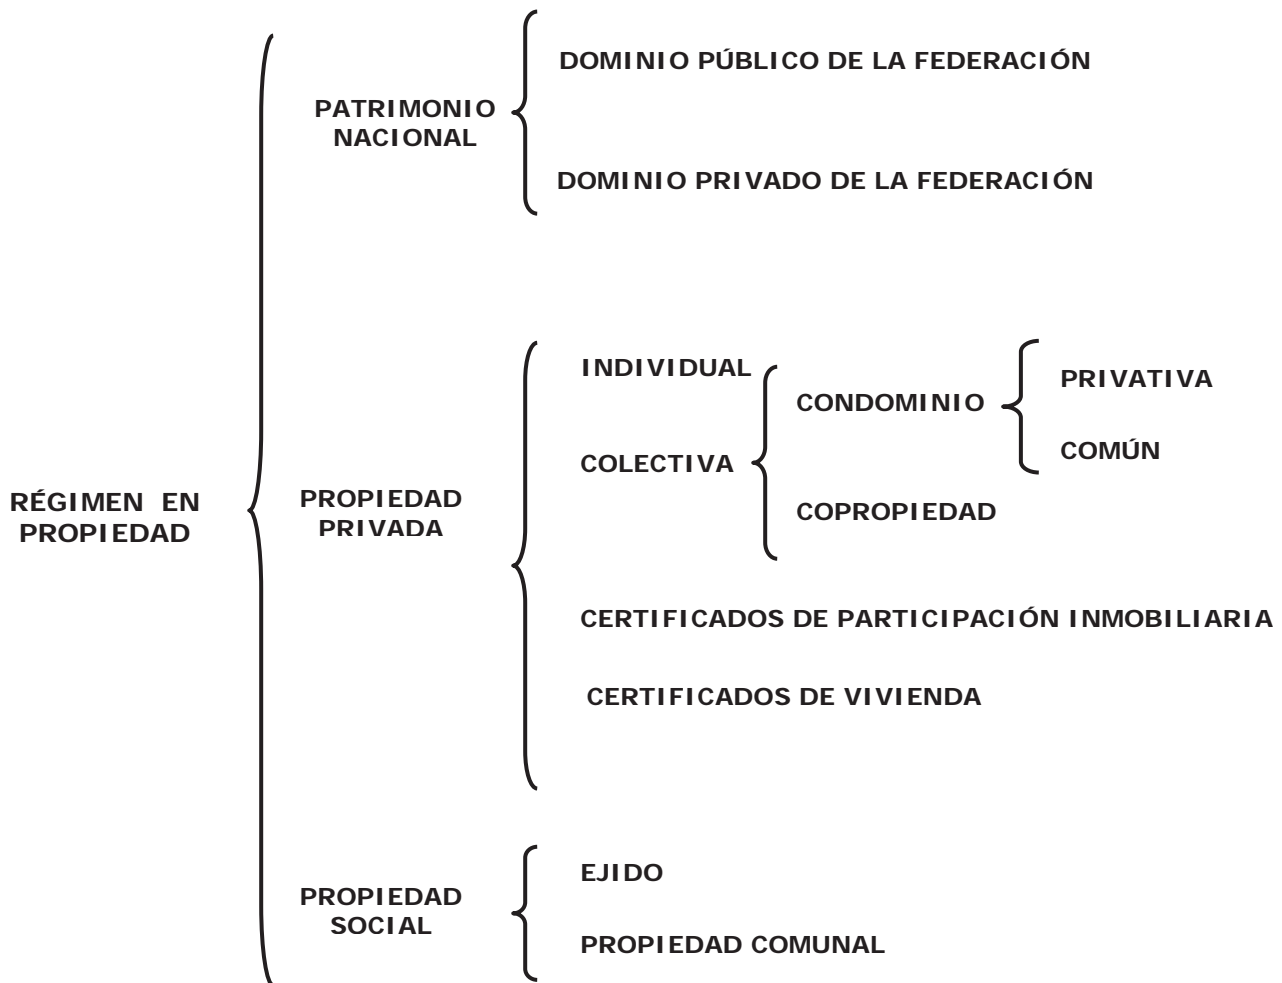 RÉGIMEN EN
PROPIEDAD
PATRIMONIO
NACIONAL
DOMINIO PÚBLICO DE LA FEDERACIÓN
DOMINIO PRIVADO DE LA FEDERACIÓN
PROPIEDAD
PRIVADA
INDIVIDUAL
COLECTIVA
CONDOMINIO
PRIVATIVA
COMÚN
COPROPIEDAD
CERTIFICADOS DE PARTICIPACIÓN INMOBILIARIA
CERTIFICADOS DE VIVIENDA
PROPIEDAD
SOCIAL
EJIDO
PROPIEDAD COMUNAL